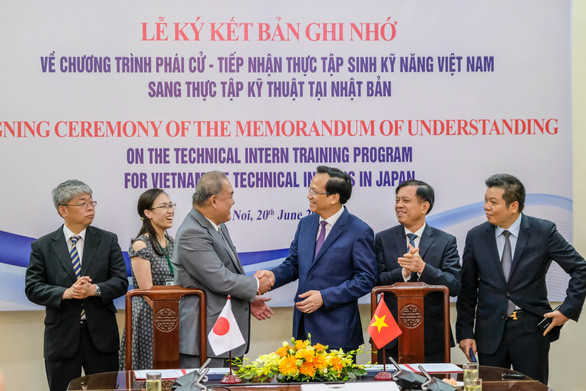 LỄ KÝ KẾT BẢN GHI NHỚ
VỀ CHƯƠNG TRÌNH PHÁI CỬ - TIẾP NHẬN THỰC TẬP SINH KỸ NĂNG VIỆT NAM
SANG THỰC TẬP KỸ THUẬT TẠI NHẬT BẢN
GNING CEREMONY OF THE MEMORANDUM OF UNDERSTANDING
ON THE TECHNICAL INTERN TRAINING PROGRAM
FOR VIETNAM TECHNICAL IN S IN JAPAN
Noi, 20th June